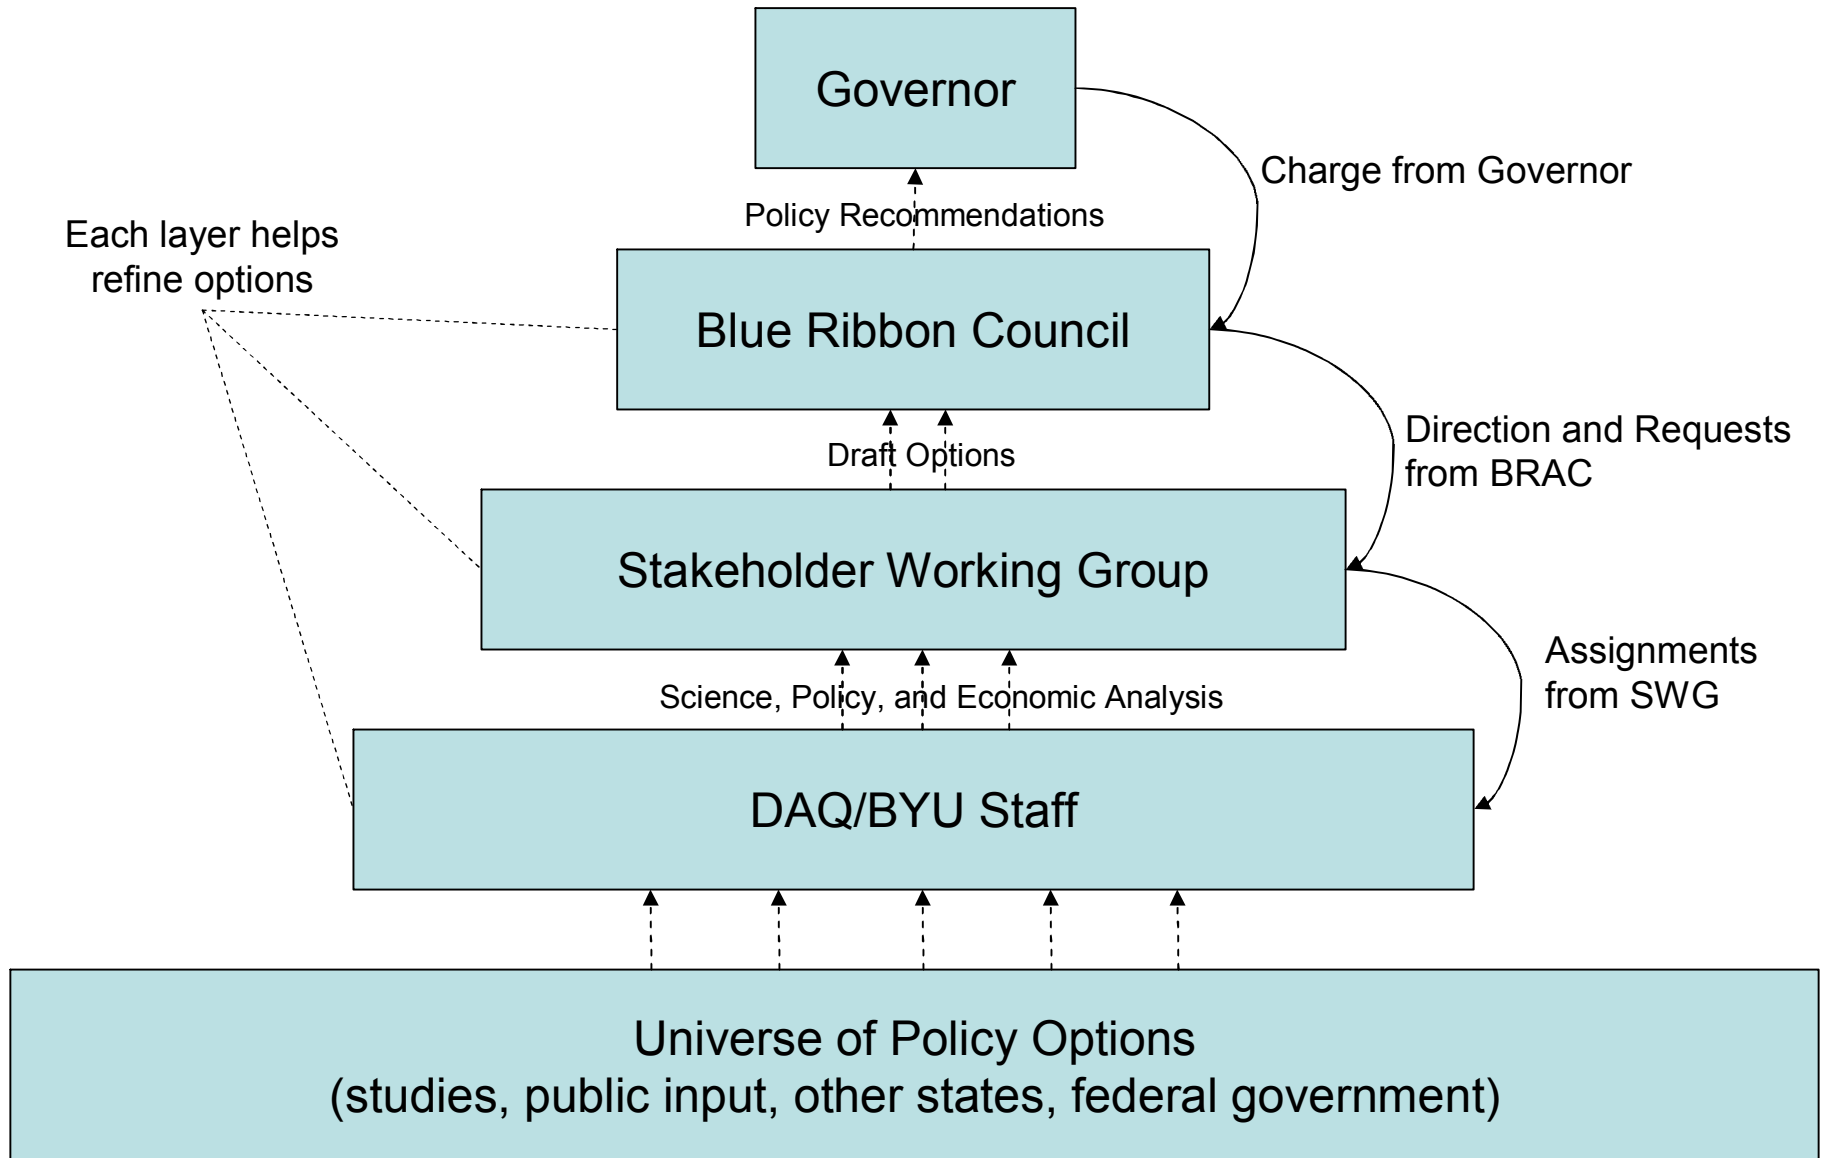 Governor
Charge from Governor
Policy Recommendations
Each layer helps
refine options
Blue Ribbon Council
Direction and Requests
from BRAC
Draft Options
Stakeholder Working Group
Assignments
from SWG
Science, Policy, and Economic Analysis
DAQ/BYU Staff
Universe of Policy Options
(studies, public input, other states, federal government)